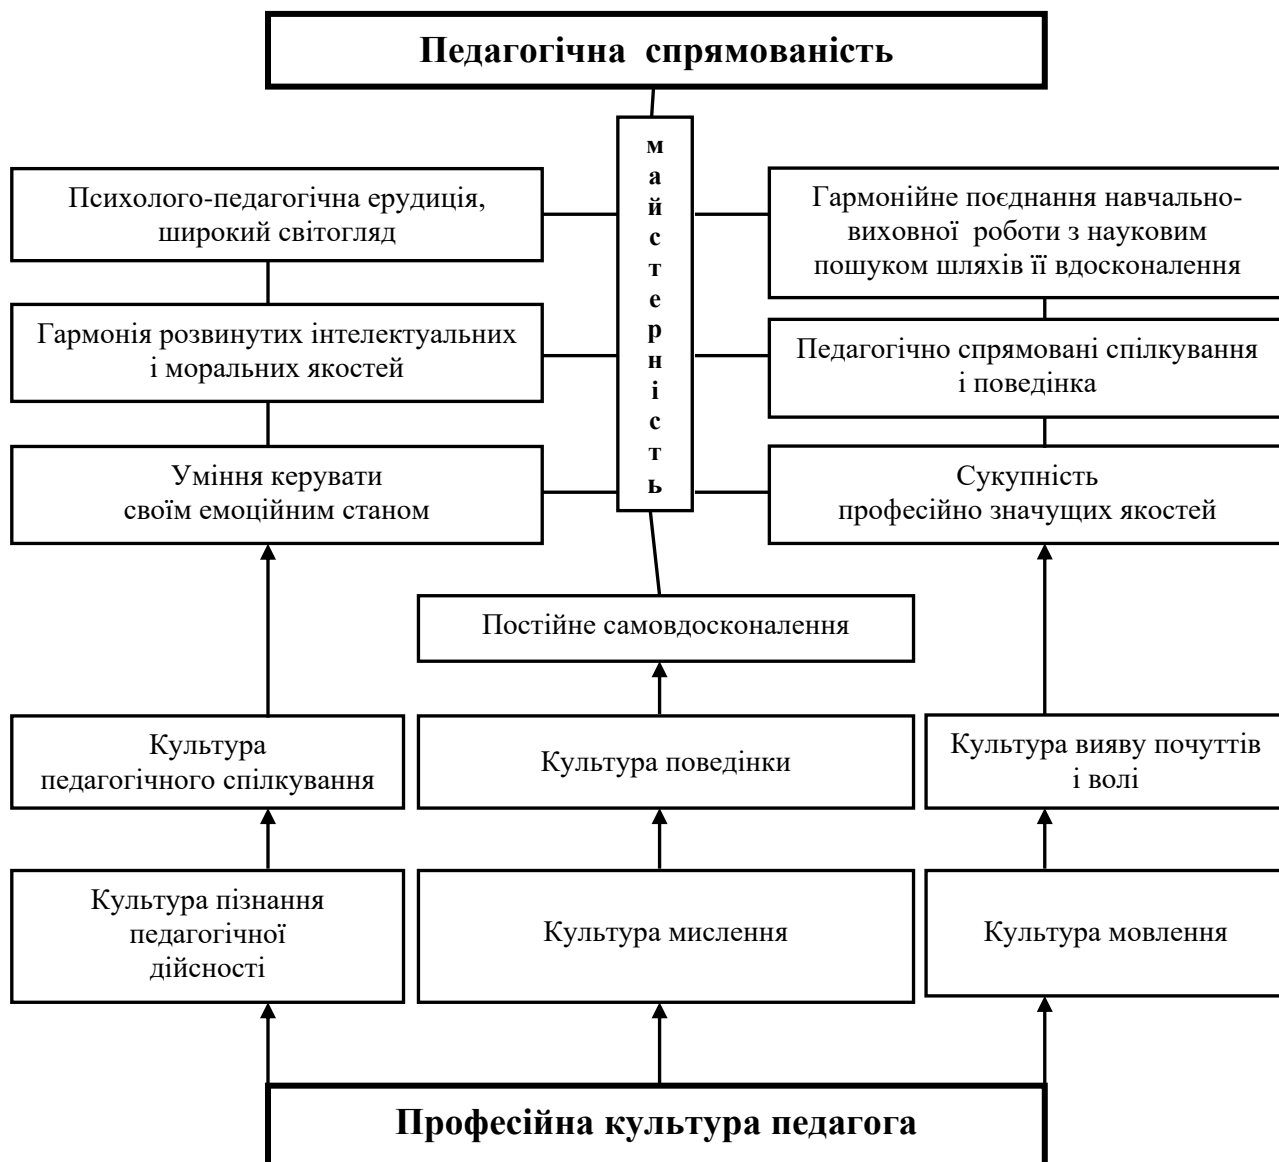 Педагогічна спрямованість
майстерність
Психолого-педагогічна ерудиція,
широкий світогляд
Гармонійне поєднання навчально-
виховної роботи з науковим
пошуком шляхів її вдосконалення
Гармонія розвинутих інтелектуальних
і моральних якостей
Педагогічно спрямовані спілкування
і поведінка
Уміння керувати
своїм емоційним станом
Сукупність
професійно значущих якостей
Постійне самовдосконалення
Культура
педагогічного спілкування
Культура поведінки
Культура вияву почуттів
і волі
Культура пізнання
педагогічної
дійсності
Культура мислення
Культура мовлення
Професійна культура педагога